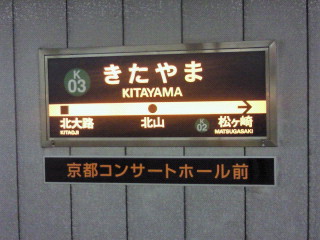 K
03
きたやま
KITAYAMA
北大路
KITAOJI
北山
K
02
松ヶ崎
MATSUGASAKI
京都コンサートホール前